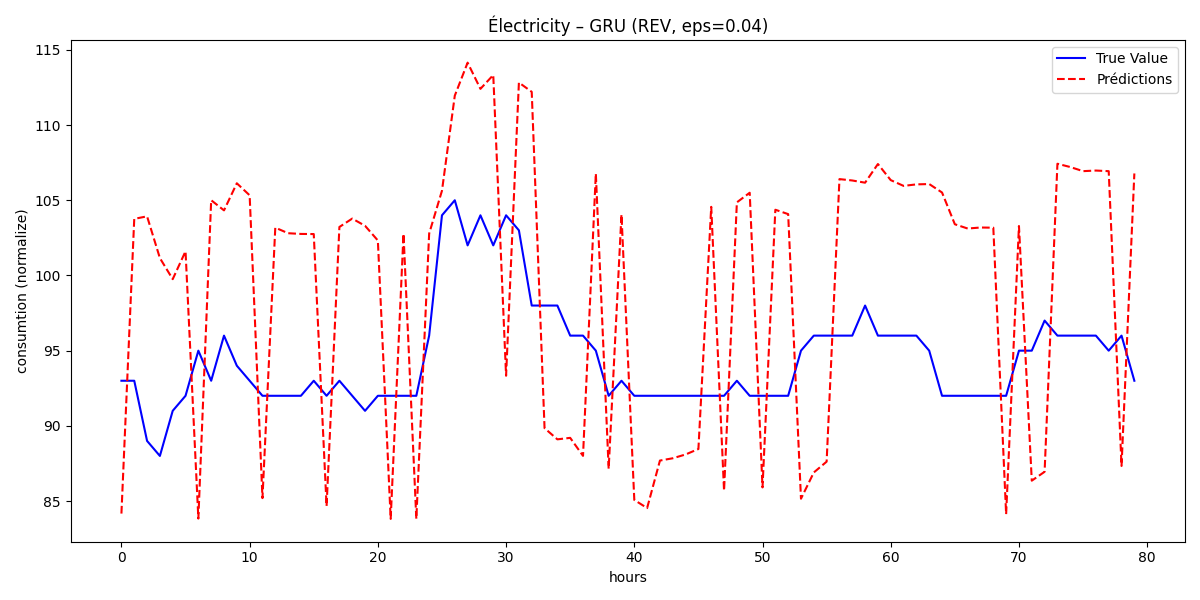 Électricity – GRU (REV, eps=0.04)
True Value
Prédictions
consumtion (normalize)
115
110
105
100
95
90
85
0 10 20 30 40 50 60 70 80
hours